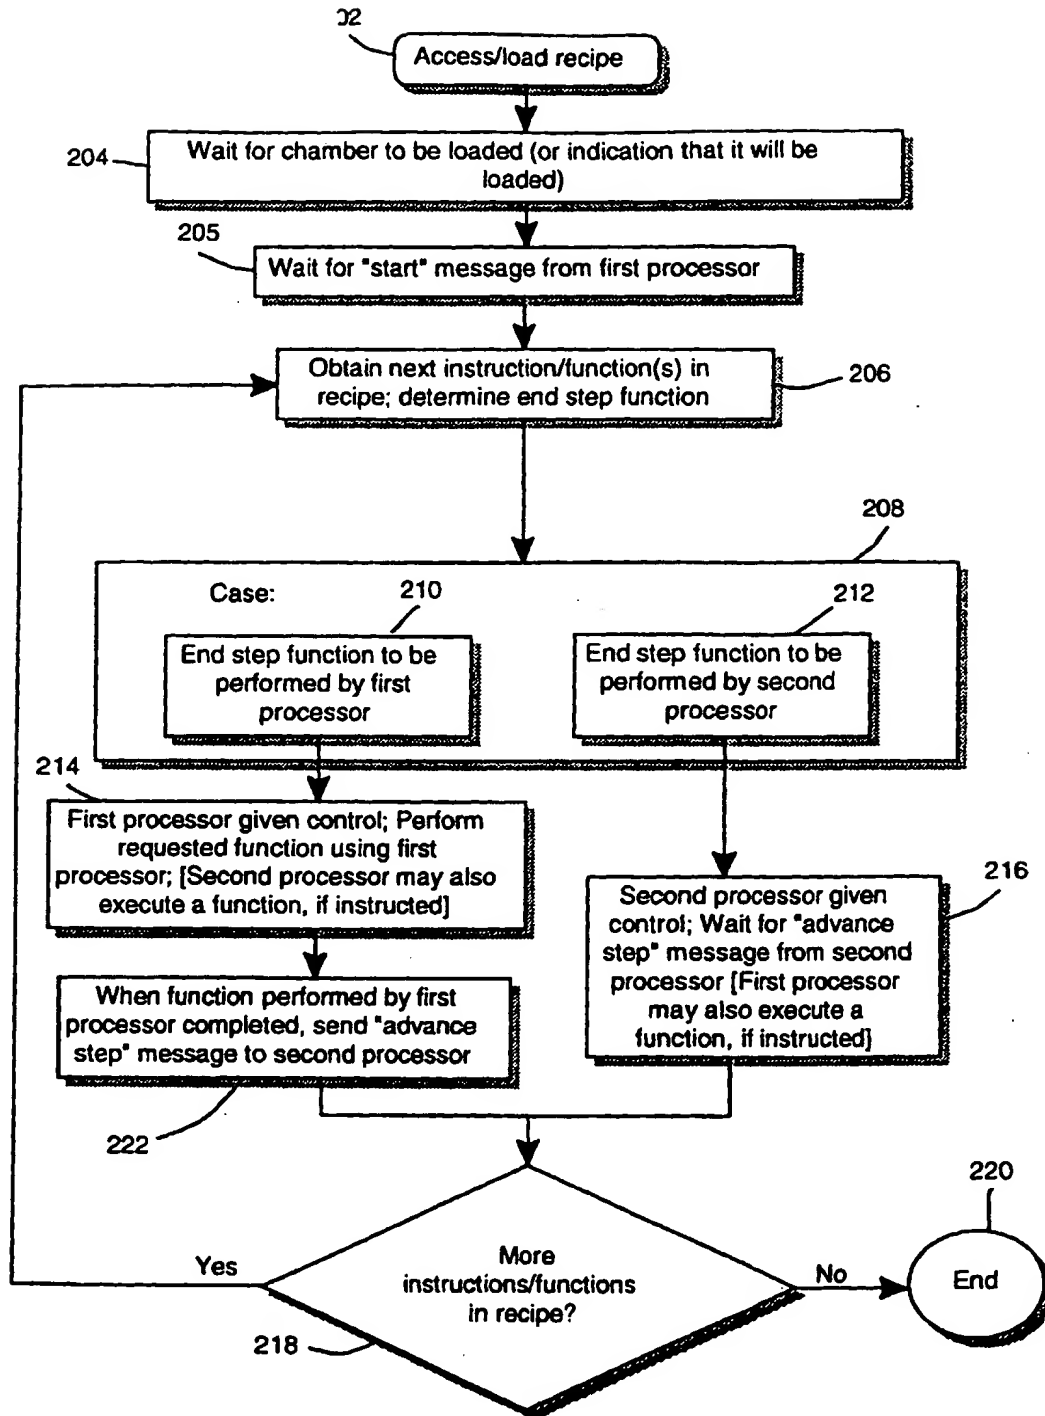 02
Access/load recipe
204
Wait for chamber to be loaded (or indication that it will be
loaded)
205
Wait for "start" message from first processor
Obtain next instruction/function(s) in
recipe; determine end step function
206
208
Case:
210
212
End step function to be
performed by first
processor
End step function to be
performed by second
processor
214
First processor given control; Perform
requested function using first
processor; [Second processor may also
execute a function, if instructed]
Second processor given
control; Wait for "advance
step" message from second
processor [First processor
may also execute a
function, if instructed]
216
When function performed by first
processor completed, send "advance
step" message to second processor
222
More
instructions/functions
in recipe?
Yes
No
218
220
End